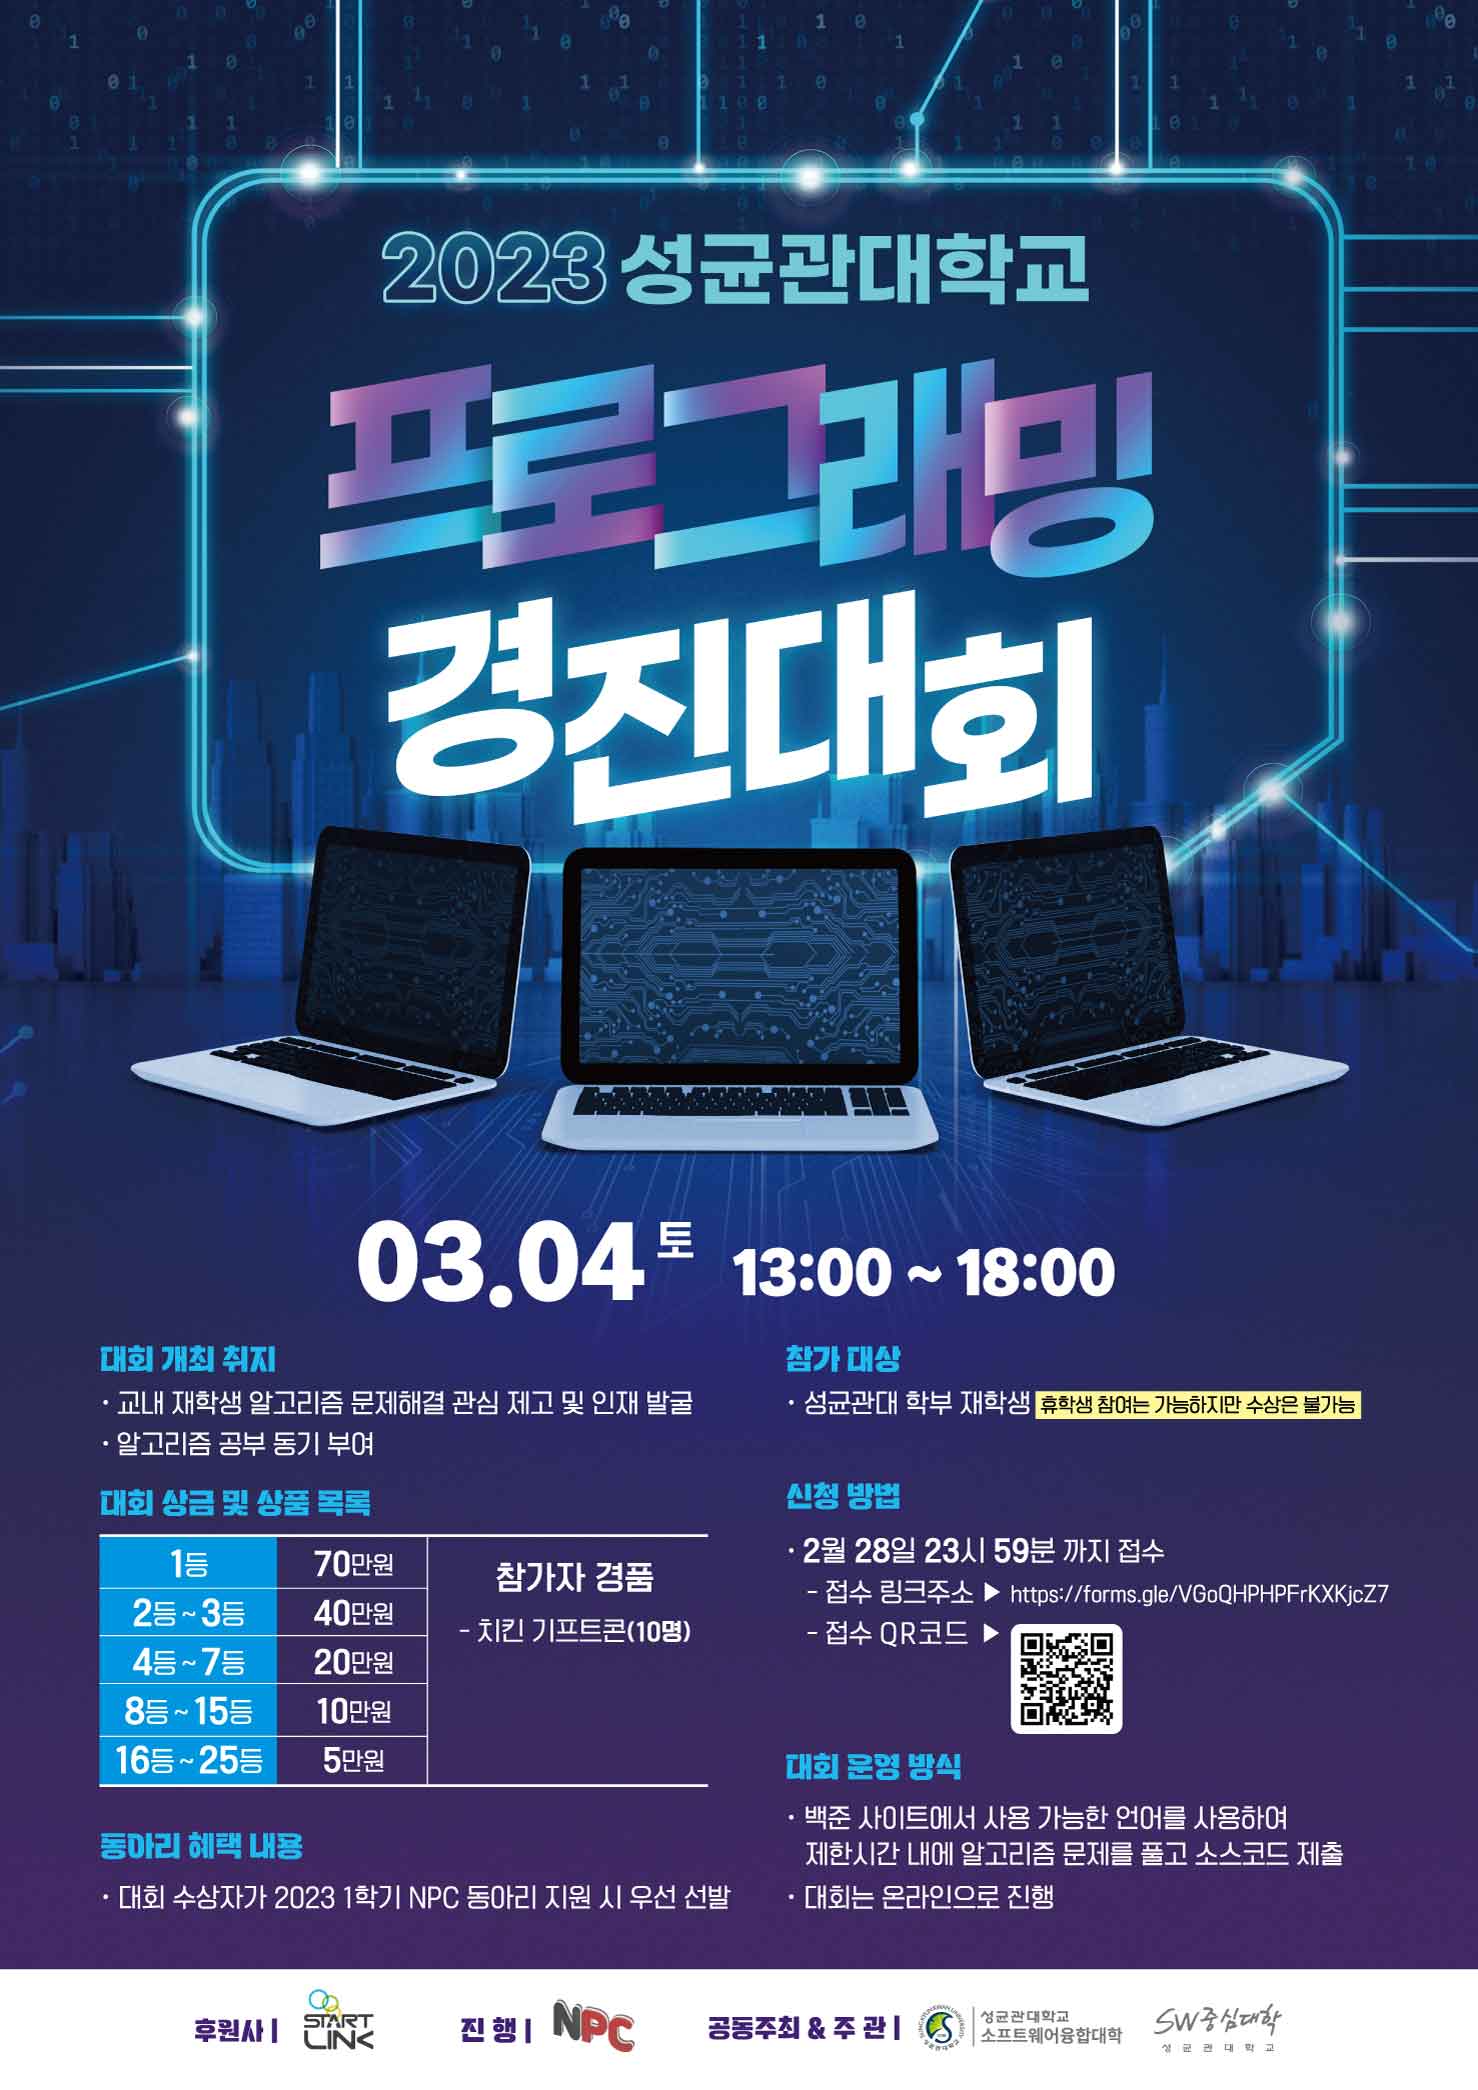 2023 성균관대학교
프로그래밍
경진대회
03.04 토 13:00 ~ 18:00
대회 개최 취지
· 교내 재학생 알고리즘 문제해결 관심 제고 및 인재 발굴
· 알고리즘 공부 동기 부여
대회 상금 및 상품 목록
1등 70만원
2등 ~ 3등 40만원
4등 ~ 7등 20만원
8등 ~ 15등 10만원
16등 ~ 25등 5만원
참가자 경품
- 치킨 기프트콘(10명)
동아리 혜택 내용
· 대회 수상자가 2023 1학기 NPC 동아리 지원 시 우선 선발
참가 대상
· 성균관대 학부 재학생 휴학생 참여는 가능하지만 수상은 불가능
신청 방법
· 2월 28일 23시 59분 까지 접수
- 접수 링크주소 ▶ https://forms.gle/VGoQHPHPFrKXKjcZ7
- 접수 QR코드 ▶
대회 운영 방식
· 백준 사이트에서 사용 가능한 언어를 사용하여
제한시간 내에 알고리즘 문제를 풀고 소스코드 제출
· 대회는 온라인으로 진행
후원사 |
START
LINK
진 행 |
NPC
공동주최 & 주 관 |
성균관대학교
소프트웨어융합대학
SW중심대학
성균관대학교